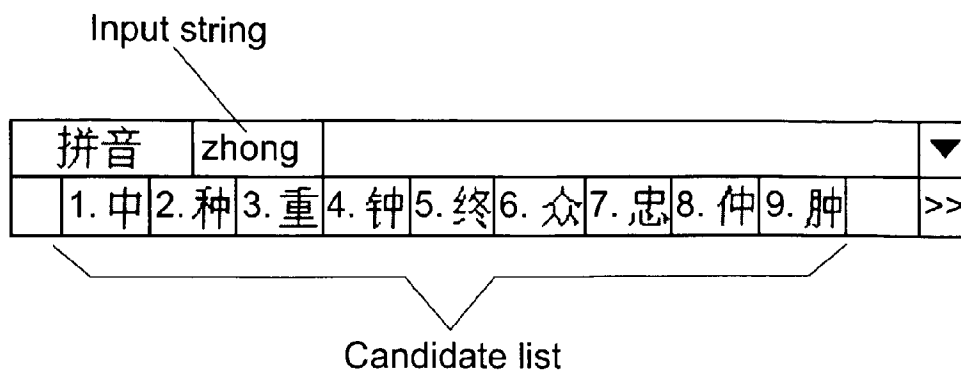 Input string
拼音 zhong ▼
1. 中 2. 种 3. 重 4. 钟 5. 终 6. 众 7. 忠 8. 仲 9. 肿 >>
Candidate list